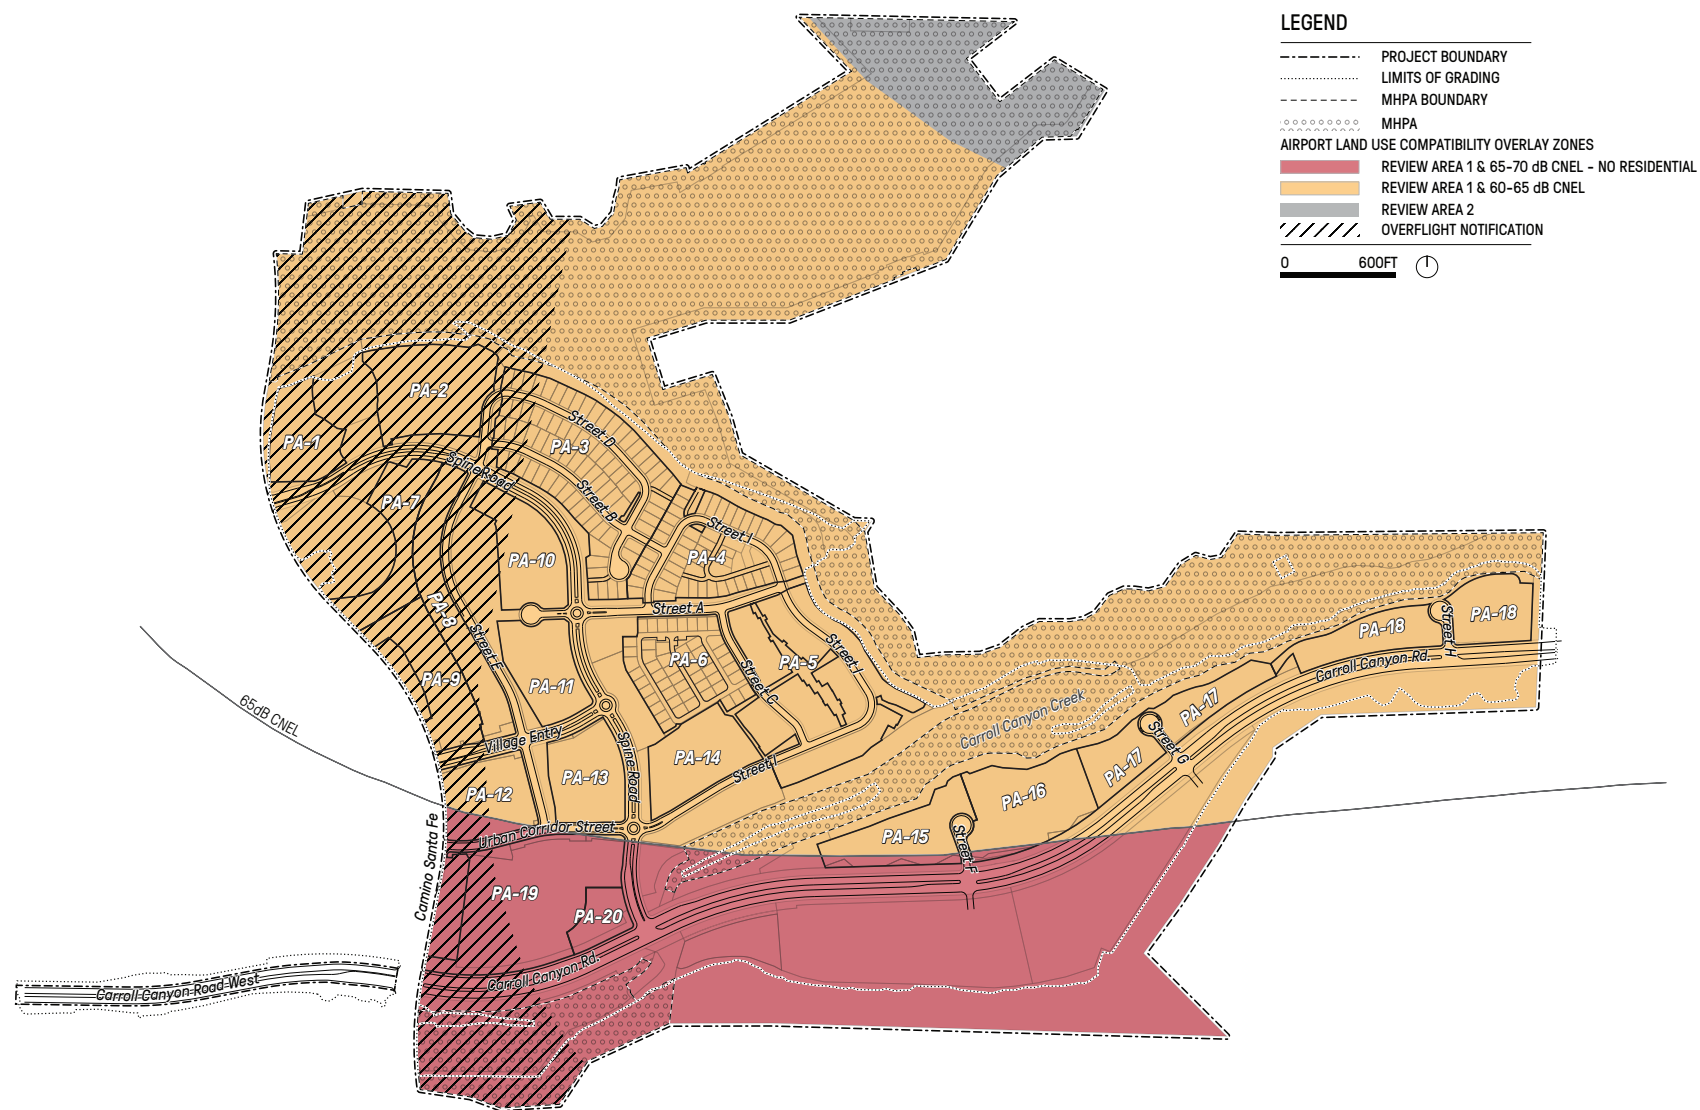 LEGEND
PROJECT BOUNDARY
LIMITS OF GRADING
MHPA BOUNDARY
MHPA
AIRPORT LAND USE COMPATIBILITY OVERLAY ZONES
REVIEW AREA 1 & 65-70 dB CNEL - NO RESIDENTIAL
REVIEW AREA 1 & 60-65 dB CNEL
REVIEW AREA 2
OVERFLIGHT NOTIFICATION
0 600FT
PA-2
PA-1
Street D
PA-3
Spine Road
PA-7
Street B
Street J
PA-4
PA-10
PA-8
Street A
Street E
PA-6
PA-5
Street J
PA-9
PA-11
Street C
65dB CNEL
Village Entry
Spine Road
PA-14
Street I
PA-13
PA-12
Urban Corridor Street
Carroll Canyon Creek
PA-18
PA-18
Street H
Carroll Canyon Rd.
PA-17
Street G
PA-17
PA-16
PA-15
Street F
Camino Santa Fe
PA-19
PA-20
Carroll Canyon Rd.
Carroll Canyon Road West